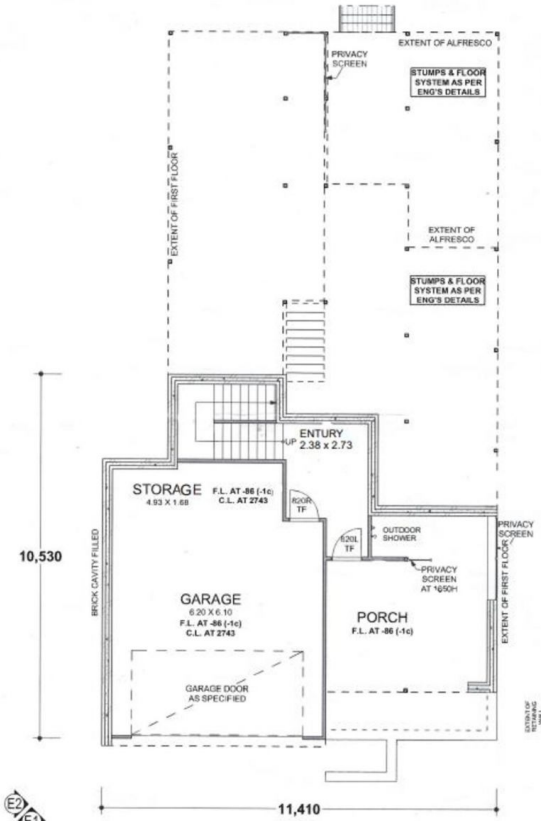 EXTENT OF ALFRESCO
PRIVACY
SCREEN
STUMPS & FLOOR
SYSTEM AS PER
ENG'S DETAILS
EXTENT OF FIRST FLOOR
EXTENT OF
ALFRESCO
STUMPS & FLOOR
SYSTEM AS PER
ENG'S DETAILS
ENTURY
2.38 x 2.73
UP
STORAGE
4.93 X 1.68
F.L. AT -86 (-1c)
C.L. AT 2743
820R
TF
820L
TF
OUTDOOR
SHOWER
PRIVACY
SCREEN
PRIVACY
SCREEN
AT 1650H
EXTENT OF FIRST FLOOR
10,530
BRICK CAVITY FILLED
GARAGE
6.20 X 6.10
F.L. AT -86 (-1c)
C.L. AT 2743
PORCH
F.L. AT -86 (-1c)
GARAGE DOOR
AS SPECIFIED
EXTENT OF
RETAINING
WALL
E2
E1
11,410